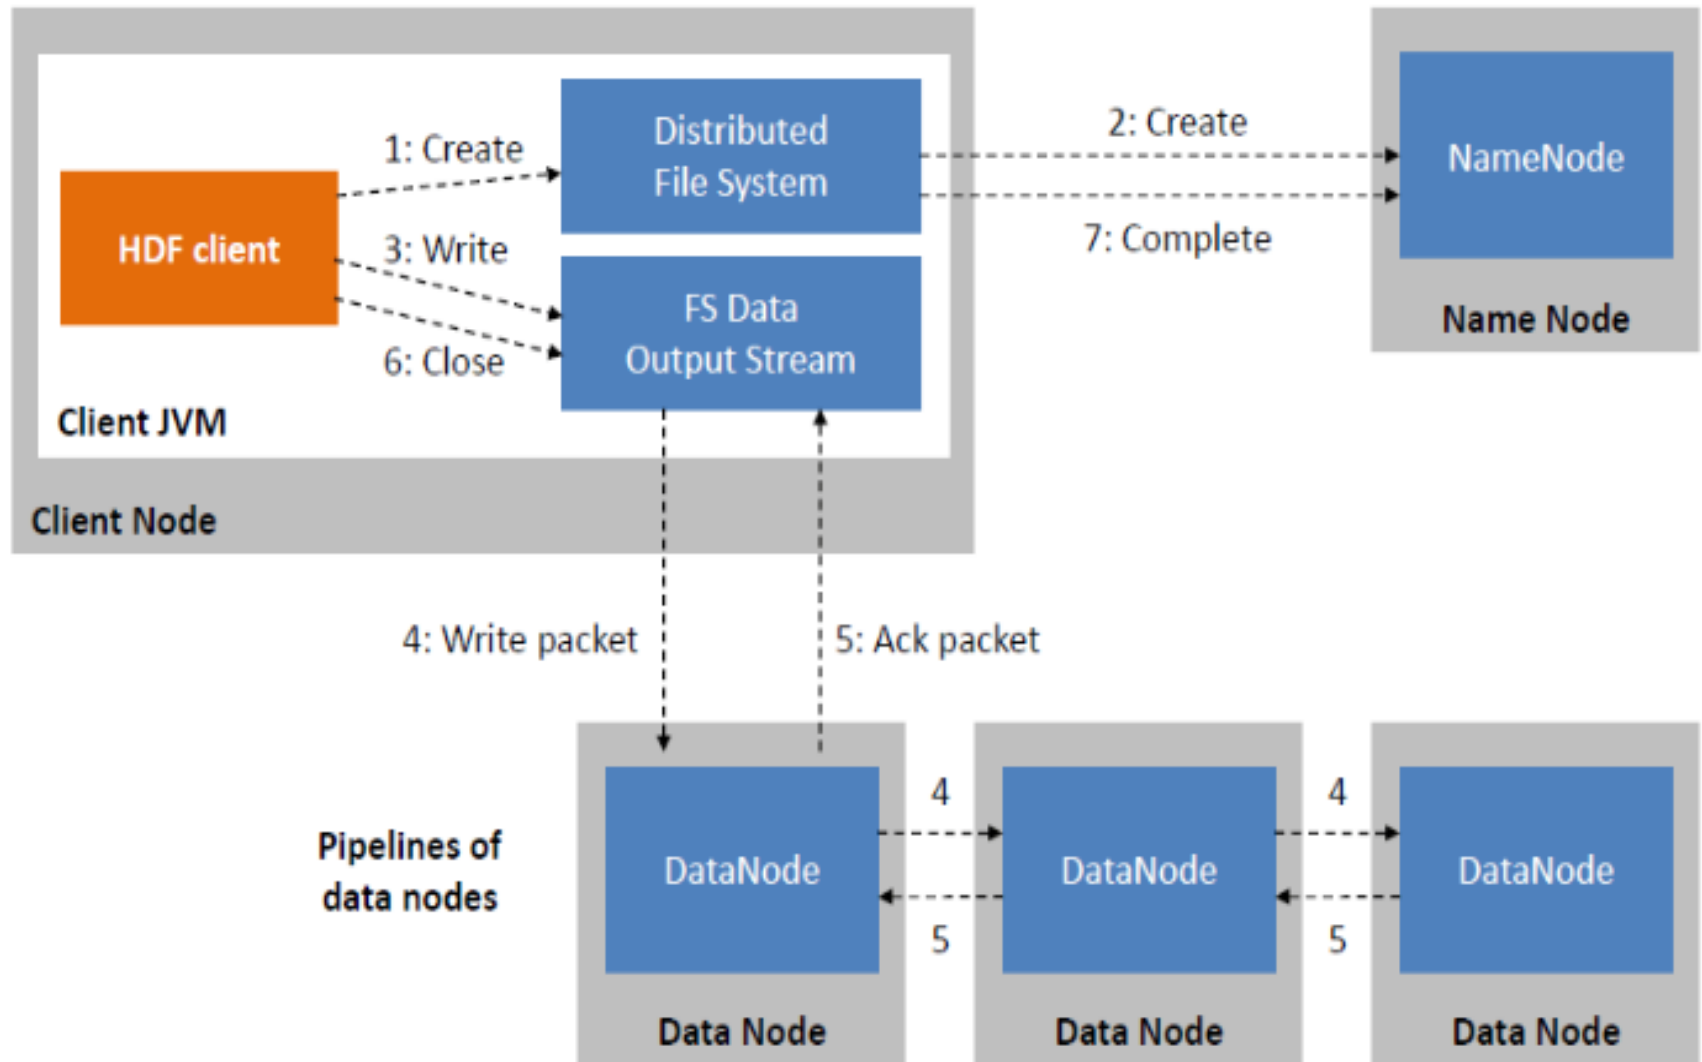 1: Create
Distributed
File System
2: Create
NameNode
HDF client
3: Write
7: Complete
FS Data
Output Stream
6: Close
Name Node
Client JVM
Client Node
4: Write packet
5: Ack packet
Pipelines of
data nodes
DataNode
4
5
DataNode
4
5
DataNode
Data Node
Data Node
Data Node